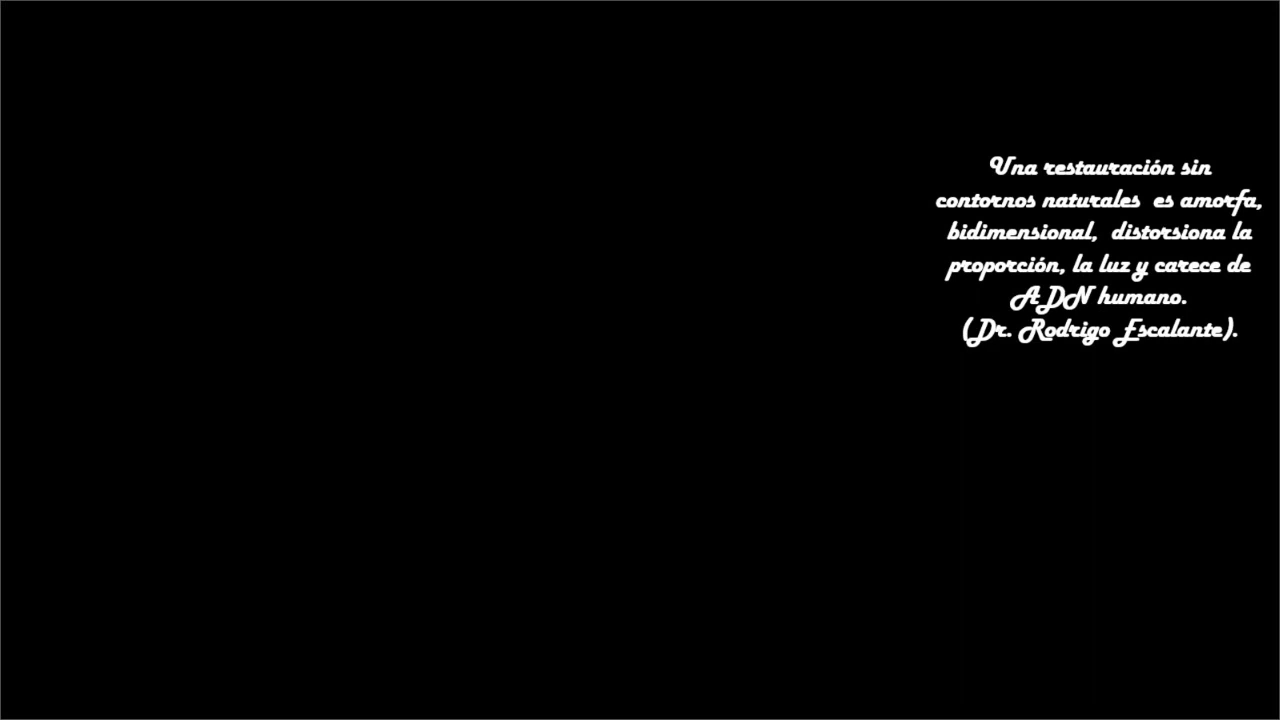 Una restauración sin
contornos naturales es amorfa,
bidimensional, distorsiona la
proporción, la luz y carece de
ADN humano.
(Dr. Rodrigo Escalante).